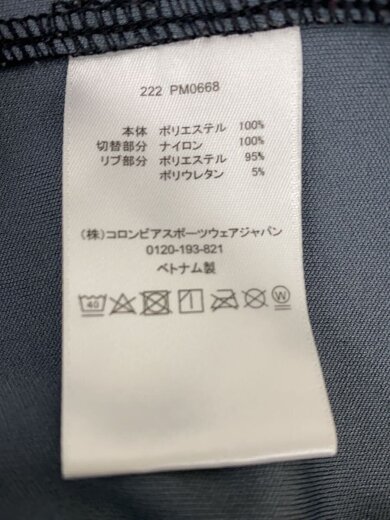 222 PM0668
本体 ポリエステル 100%
切替部分 ナイロン 100%
リブ部分 ポリエステル 95%
ポリウレタン 5%
(株)コロンビアスポーツウェアジャパン
0120-193-821
ベトナム製
40 W